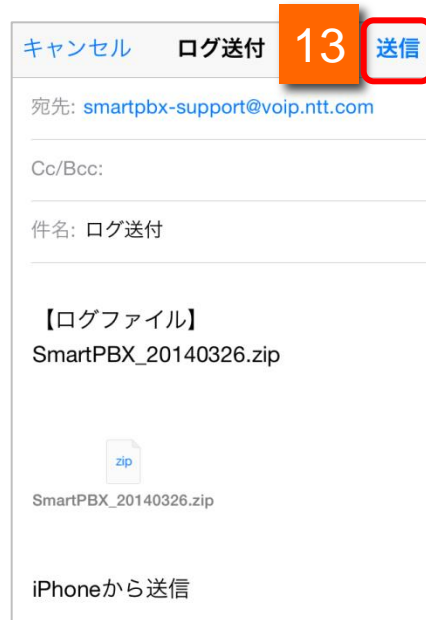 キャンセル ログ送付 13 送信
宛先: smartpbx-support@voip.ntt.com
Cc/Bcc:
件名: ログ送付
【ログファイル】
SmartPBX_20140326.zip
zip
SmartPBX_20140326.zip
iPhoneから送信